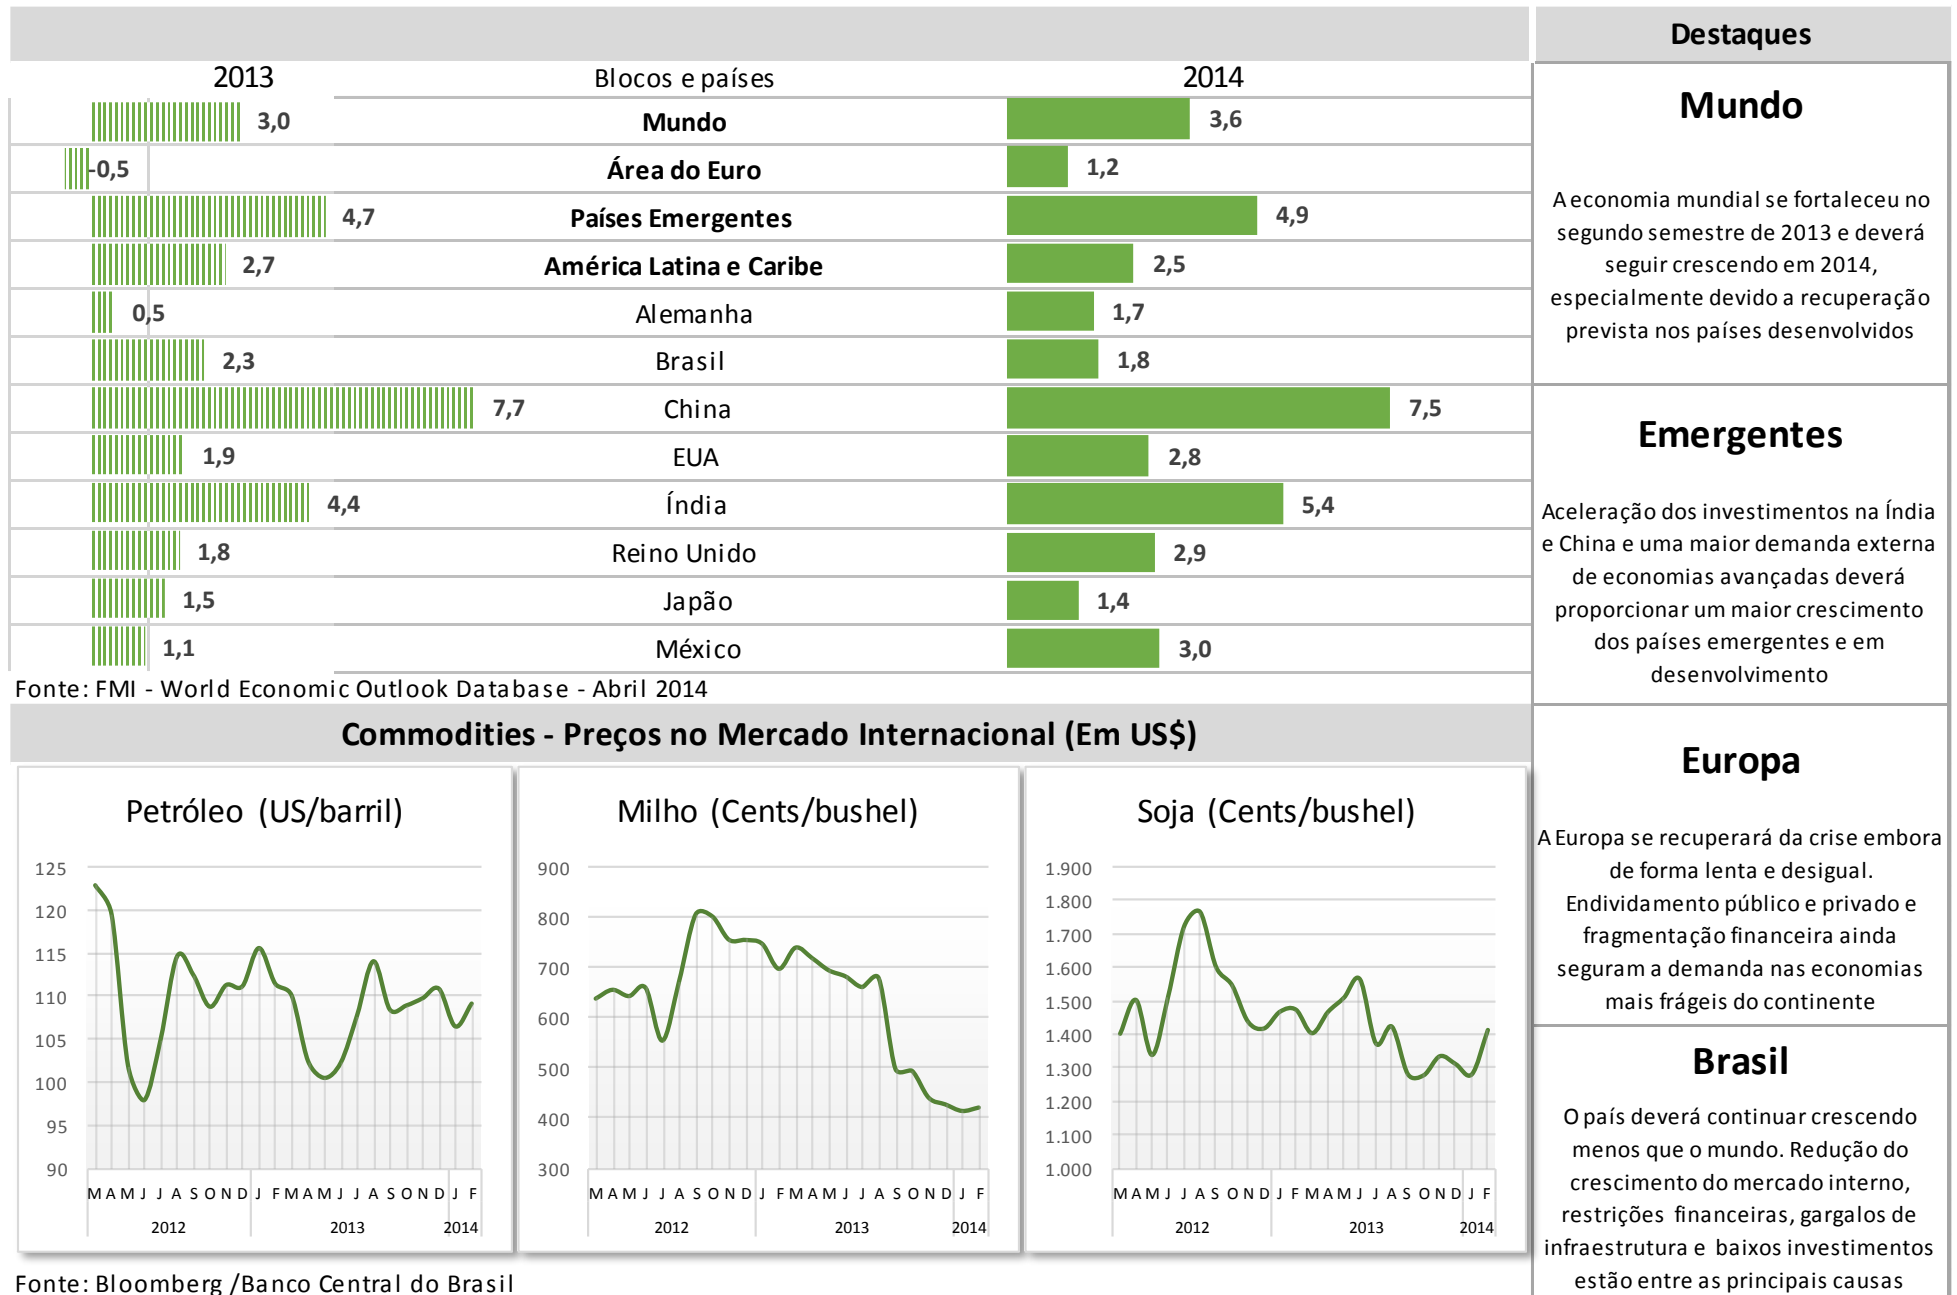 2013 Blocos e países 2014
3,0 Mundo 3,6
-0,5 Área do Euro 1,2
4,7 Países Emergentes 4,9
2,7 América Latina e Caribe 2,5
0,5 Alemanha 1,7
2,3 Brasil 1,8
7,7 China 7,5
1,9 EUA 2,8
4,4 Índia 5,4
1,8 Reino Unido 2,9
1,5 Japão 1,4
1,1 México 3,0
Fonte: FMI - World Economic Outlook Database - Abril 2014
Commodities - Preços no Mercado Internacional (Em US$)
Petróleo (US/barril)
125
120
115
110
105
100
95
90
M A M J J A S O N D J F M A M J J A S O N D J F
2012 2013 2014
Milho (Cents/bushel)
900
800
700
600
500
400
300
M A M J J A S O N D J F M A M J J A S O N D J F
2012 2013 2014
Soja (Cents/bushel)
1.900
1.800
1.700
1.600
1.500
1.400
1.300
1.200
1.100
1.000
M A M J J A S O N D J F M A M J J A S O N D J F
2012 2013 2014
Fonte: Bloomberg /Banco Central do Brasil
Destaques
Mundo
A economia mundial se fortaleceu no
segundo semestre de 2013 e deverá
seguir crescendo em 2014,
especialmente devido a recuperação
prevista nos países desenvolvidos
Emergentes
Aceleração dos investimentos na Índia
e China e uma maior demanda externa
de economias avançadas deverá
proporcionar um maior crescimento
dos países emergentes e em
desenvolvimento
Europa
A Europa se recuperará da crise embora
de forma lenta e desigual.
Endividamento público e privado e
fragmentação financeira ainda
seguram a demanda nas economias
mais frágeis do continente
Brasil
O país deverá continuar crescendo
menos que o mundo. Redução do
crescimento do mercado interno,
restrições financeiras, gargalos de
infraestrutura e baixos investimentos
estão entre as principais causas